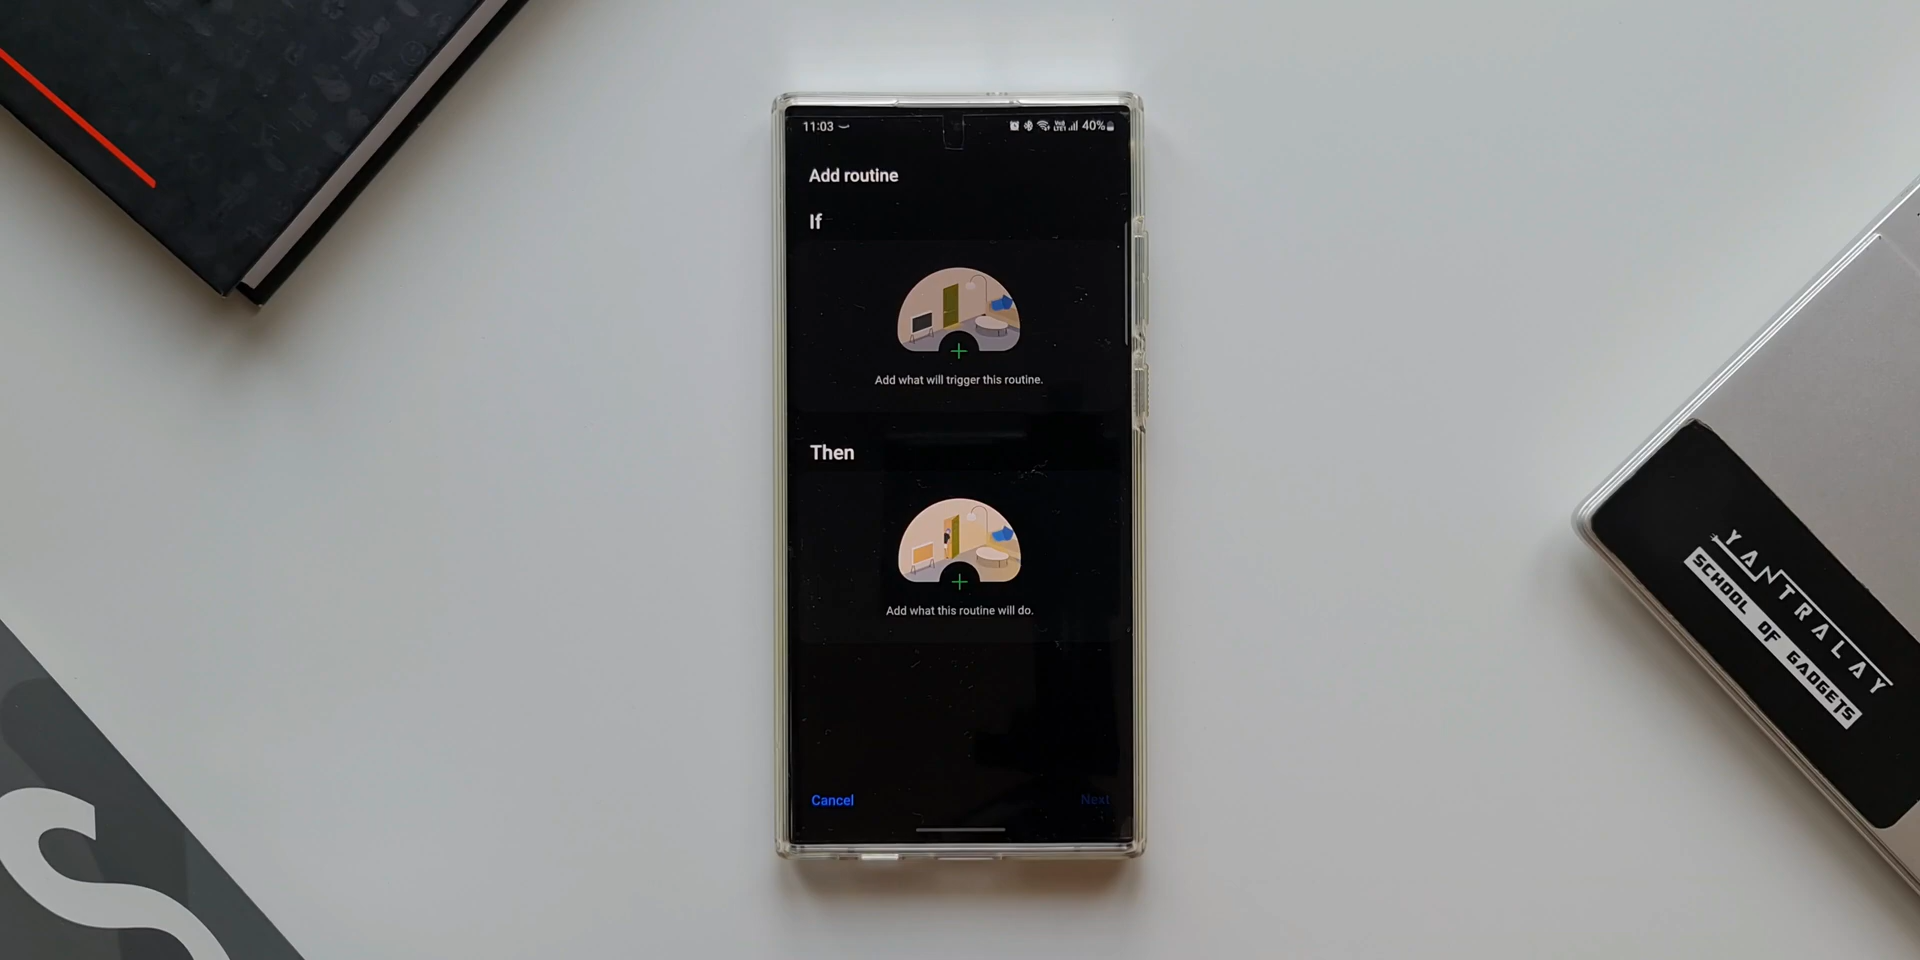 11:03
40%
Add routine
If
Add what will trigger this routine.
Then
Add what this routine will do.
Cancel
Next
YANTRALAY
SCHOOL OF GADGETS
S